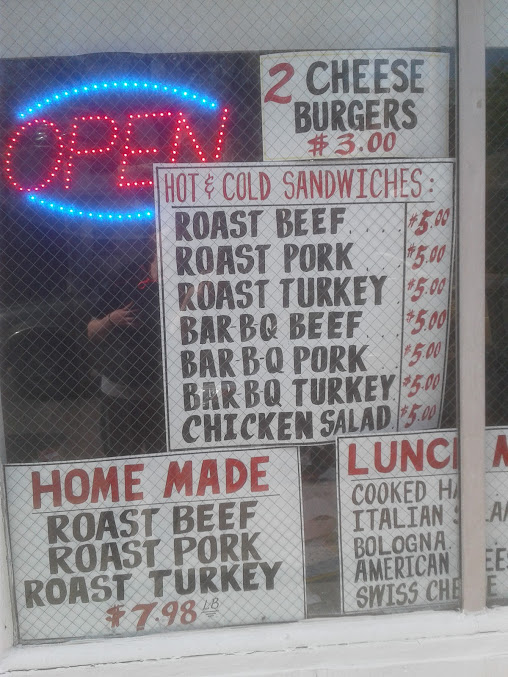 OPEN
2 CHEESE
BURGERS
$3.00
HOT & COLD SANDWICHES:
ROAST BEEF.... $5.00
ROAST PORK.... $5.00
ROAST TURKEY.. $5.00
BAR-B-Q BEEF... $5.00
BAR-B-Q PORK... $5.00
BAR-B-Q TURKEY $5.00
CHICKEN SALAD. $5.00
HOME MADE
ROAST BEEF
ROAST PORK
ROAST TURKEY
$7.98 LB
COOKED
ITALIAN
BOLOGNA
AMERICAN
SWISS